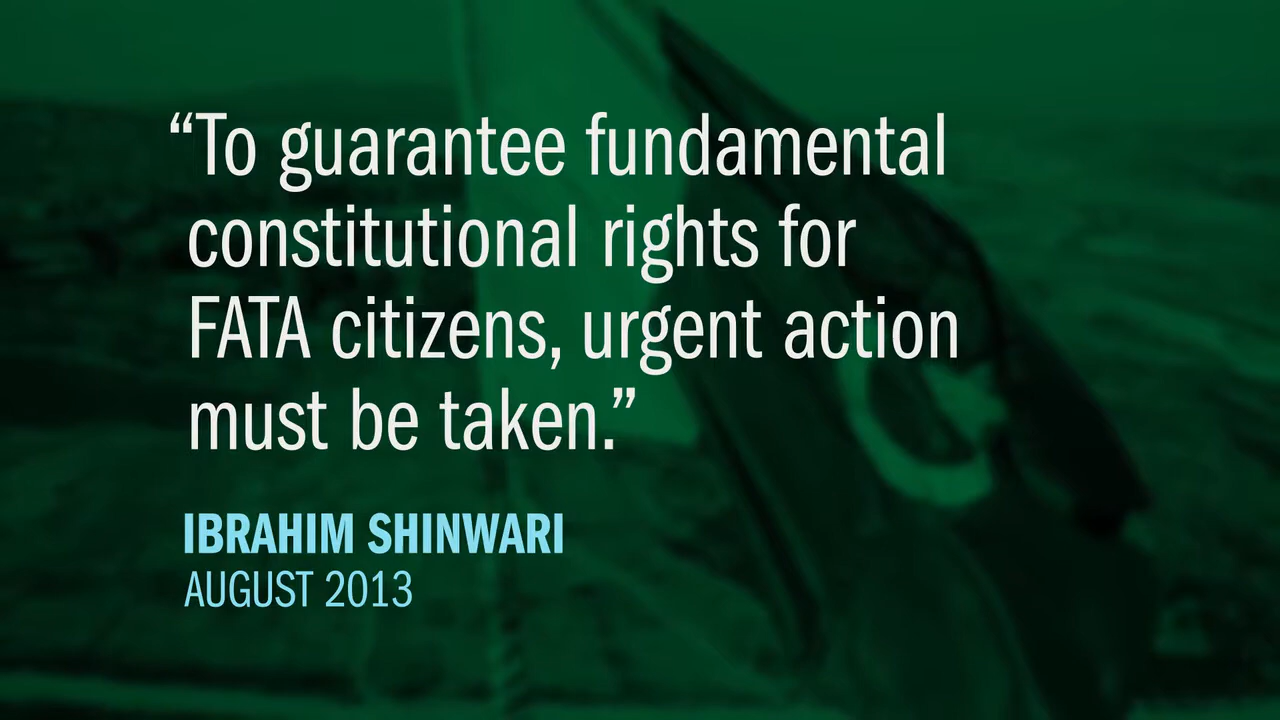 “To guarantee fundamental
constitutional rights for
FATA citizens, urgent action
must be taken.”
IBRAHIM SHINWARI
AUGUST 2013